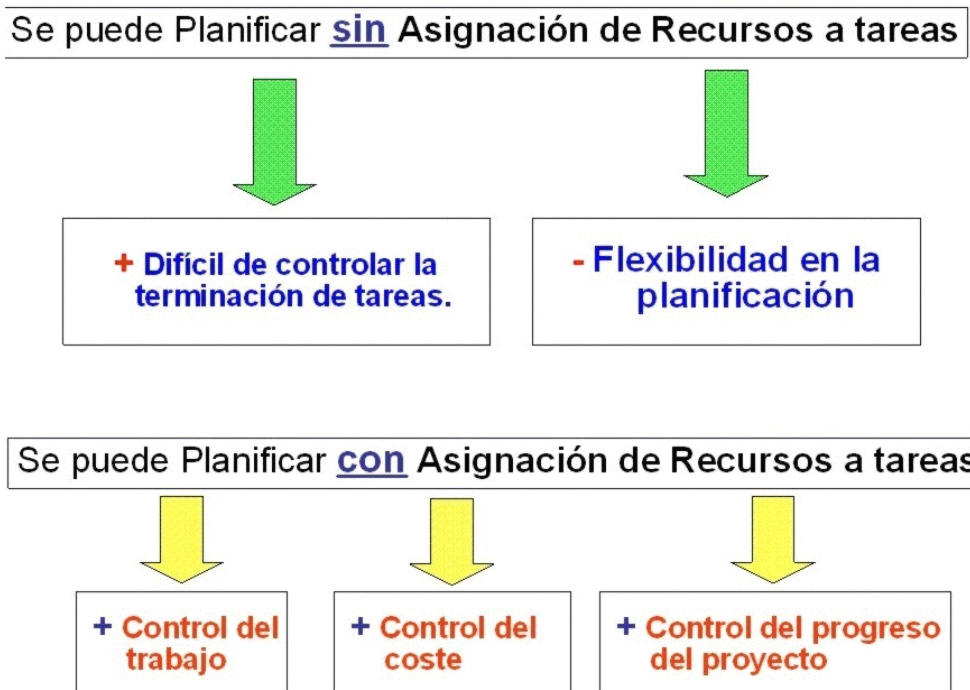 Se puede Planificar sin Asignación de Recursos a tareas
+ Difícil de controlar la
terminación de tareas.
- Flexibilidad en la
planificación
Se puede Planificar con Asignación de Recursos a tareas
+ Control del
trabajo
+ Control del
coste
+ Control del progreso
del proyecto